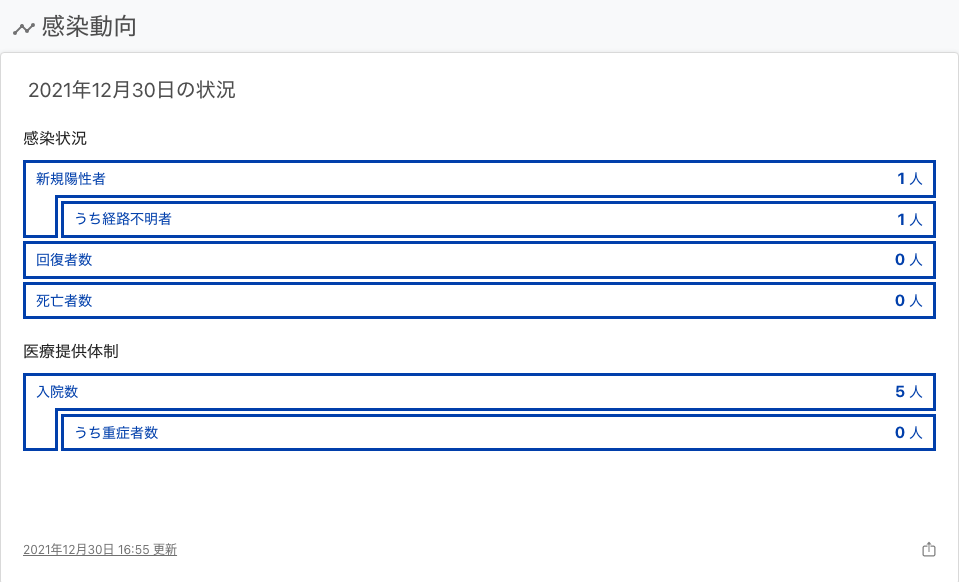 感染動向
2021年12月30日の状況
感染状況
新規陽性者 1 人
うち経路不明者 1 人
回復者数 0 人
死亡者数 0 人
医療提供体制
入院数 5 人
うち重症者数 0 人
2021年12月30日 16:55 更新